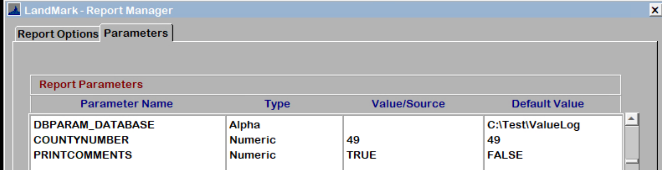 LandMark - Report Manager
Report Options Parameters
Report Parameters
Parameter Name Type Value/Source Default Value
DBPARAM_DATABASE Alpha C:\Test\ValueLog
COUNTYNUMBER Numeric 49 49
PRINTCOMMENTS Numeric TRUE FALSE